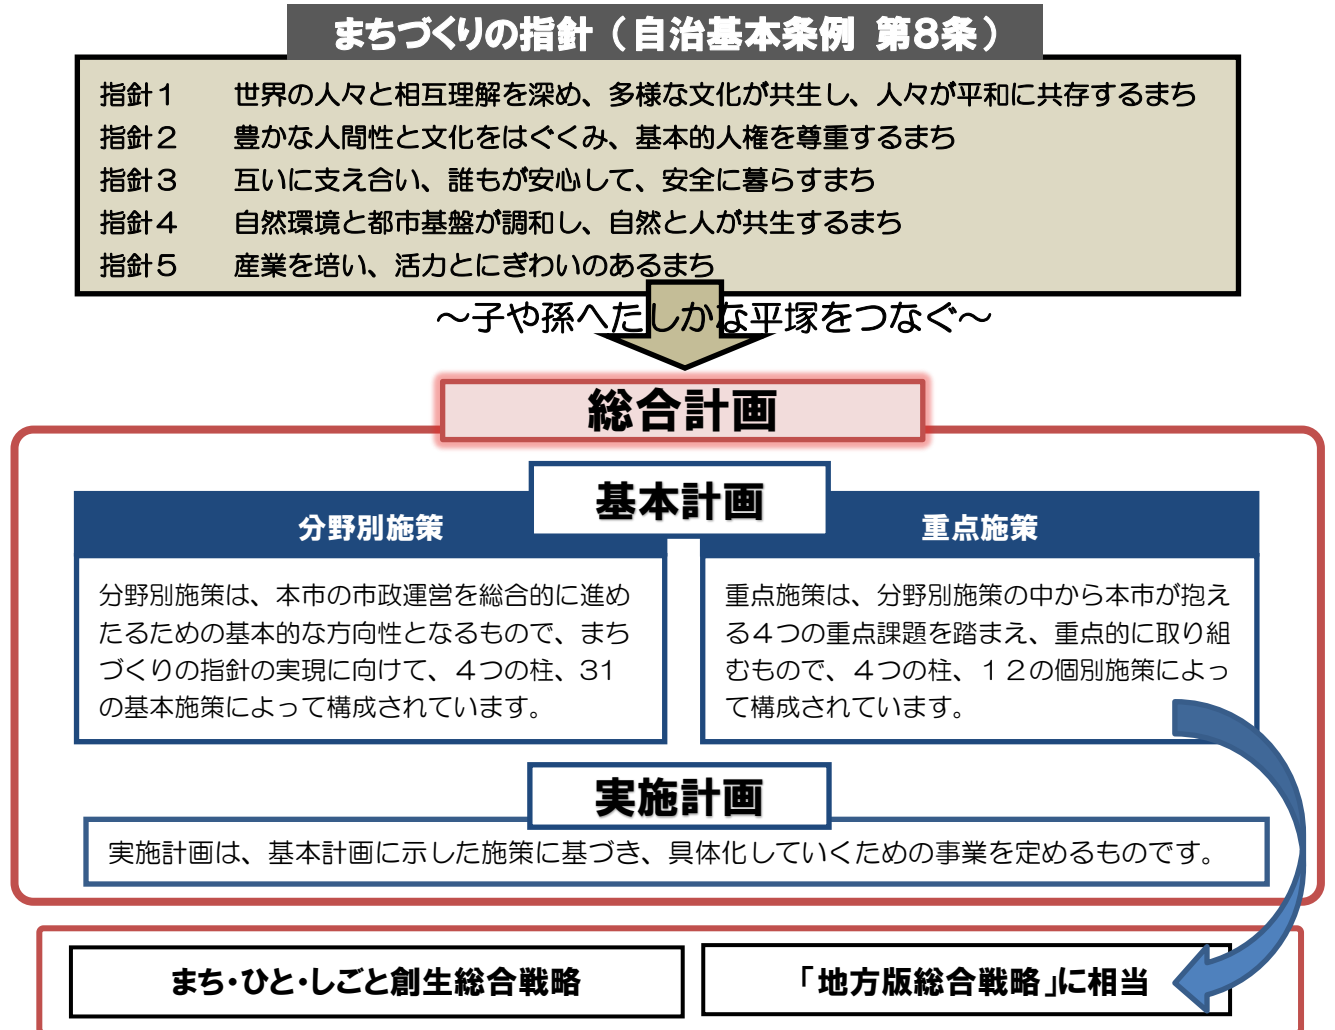 まちづくりの指針（自治基本条例 第8条）
指針１ 世界の人々と相互理解を深め、多様な文化が共生し、人々が平和に共存するまち
指針２ 豊かな人間性と文化をはぐくみ、基本的人権を尊重するまち
指針３ 互いに支え合い、誰もが安心して、安全に暮らすまち
指針４ 自然環境と都市基盤が調和し、自然と人が共生するまち
指針５ 産業を培い、活力とにぎわいのあるまち
～子や孫へたしかな平塚をつなぐ～
総合計画
基本計画
分野別施策
分野別施策は、本市の市政運営を総合的に進め
たるための基本的な方向性となるもので、まち
づくりの指針の実現に向けて、４つの柱、31
の基本施策によって構成されています。
重点施策
重点施策は、分野別施策の中から本市が抱え
る４つの重点課題を踏まえ、重点的に取り組
むもので、４つの柱、１２の個別施策によっ
て構成されています。
実施計画
実施計画は、基本計画に示した施策に基づき、具体化していくための事業を定めるものです。
まち・ひと・しごと創生総合戦略
「地方版総合戦略」に相当